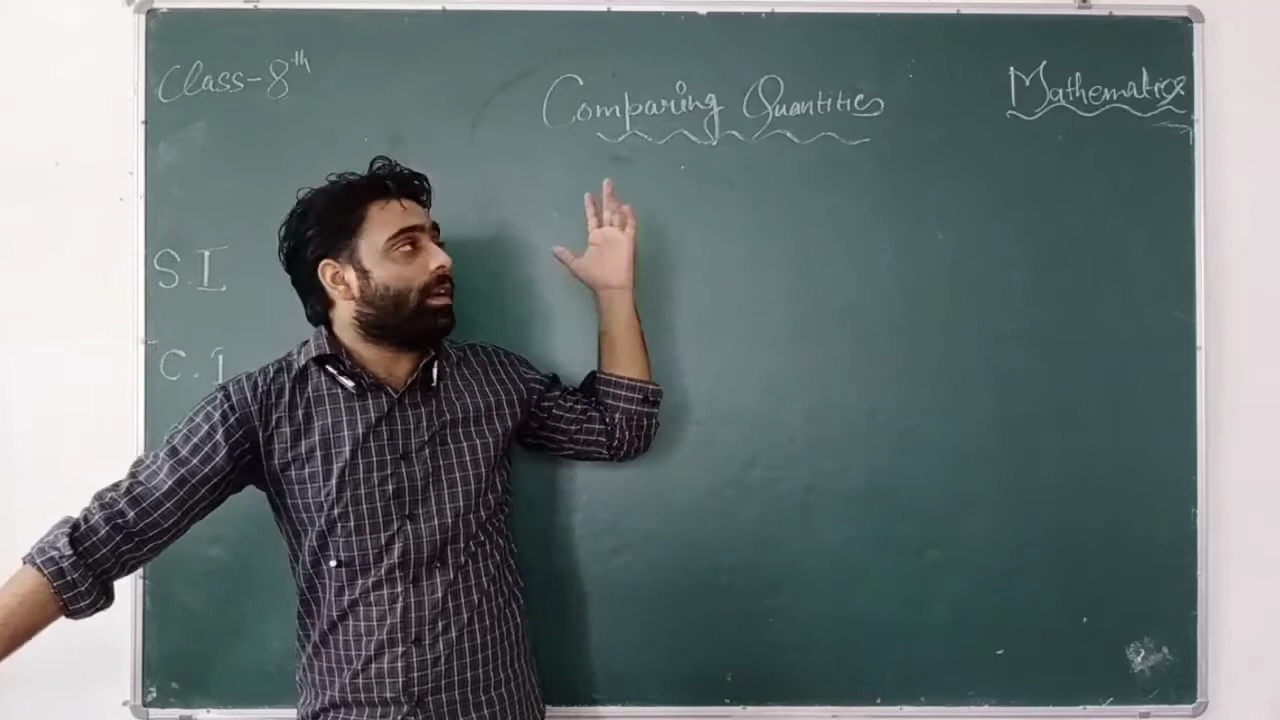 Class-8th
Comparing Quantities
Mathematics
S.I
C.I